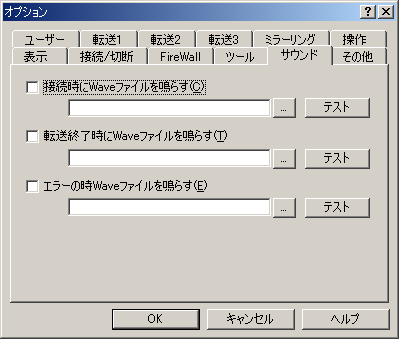 オプション
ユーザー 転送1 転送2 転送3 ミラーリング 操作
表示 接続/切断 FireWall ツール サウンド その他
接続時にWaveファイルを鳴らす(C)
... テスト
転送終了時にWaveファイルを鳴らす(T)
... テスト
エラーの時Waveファイルを鳴らす(E)
... テスト
OK キャンセル ヘルプ